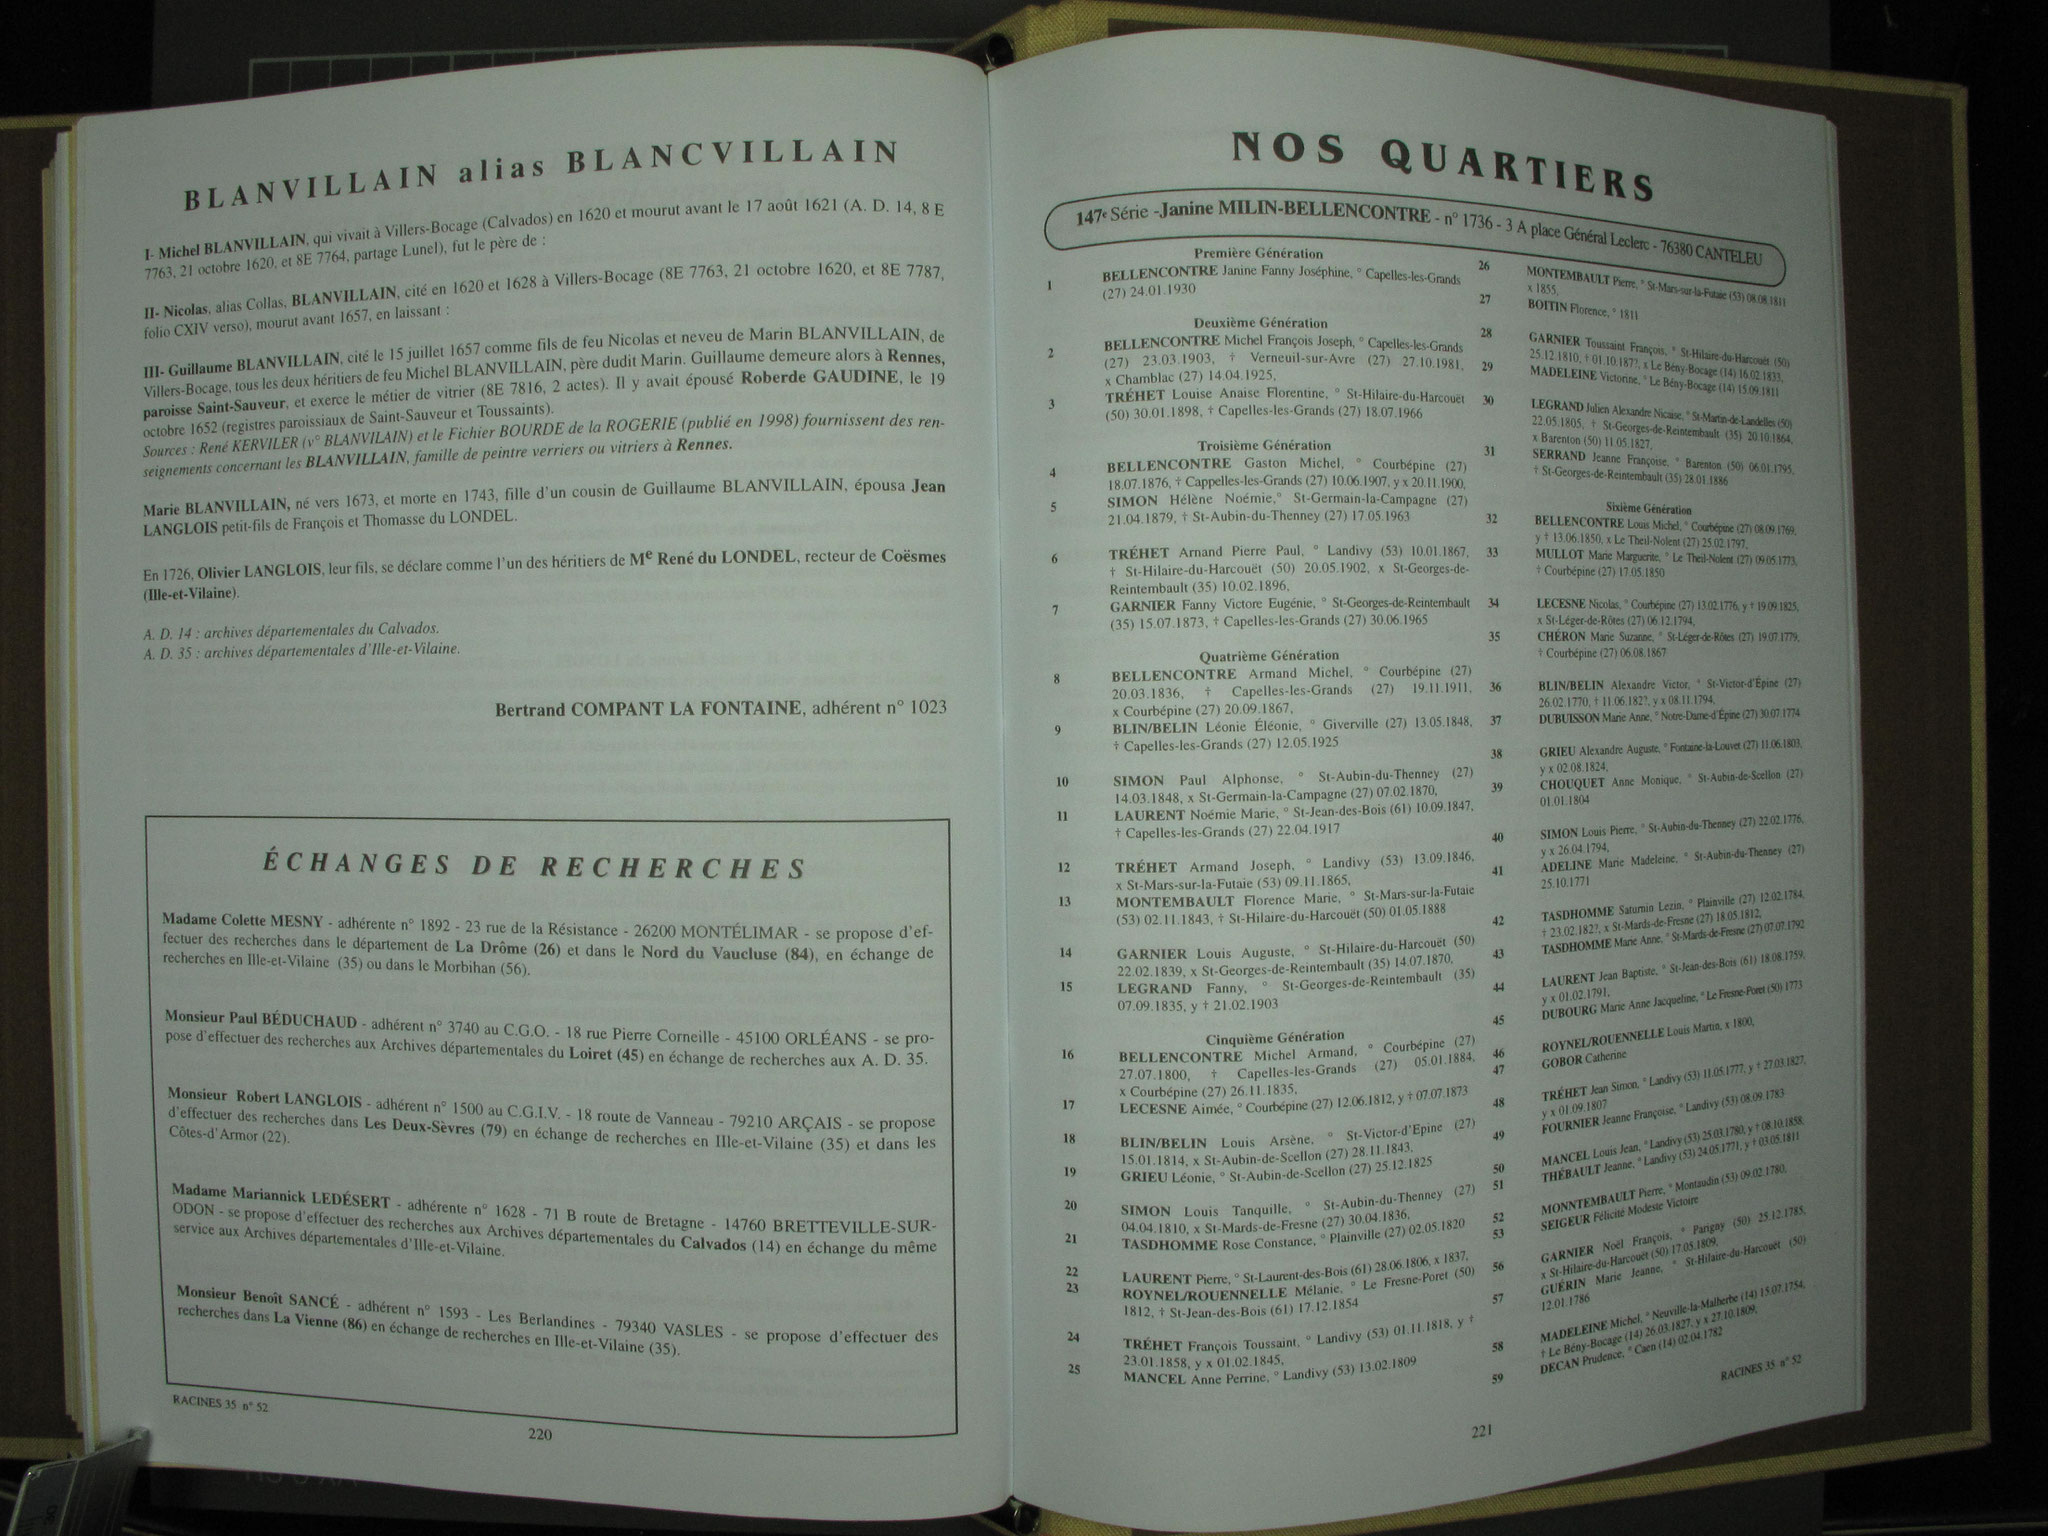 BLANVILLAIN alias BLANCVILLAIN
I- Michel BLANVILLAIN, qui vivait à Villers-Bocage (Calvados) en 1620 et mourut avant le 17 août 1621 (A. D. 14, 8 E
7763, 21 octobre 1620, et 8E 7764, partage Lunel), fut le père de :
II- Nicolas, alias Collas, BLANVILLAIN, cité en 1620 et 1628 à Villers-Bocage (8E 7763, 21 octobre 1620, et 8E 7787,
folio CXIV verso), mourut avant 1657, en laissant :
III- Guillaume BLANVILLAIN, cité le 15 juillet 1657 comme fils de feu Nicolas et neveu de Marin BLANVILLAIN, de
Villers-Bocage, tous les deux héritiers de feu Michel BLANVILLAIN, père dudit Marin. Guillaume demeure alors à Rennes,
paroisse Saint-Sauveur, et exerce le métier de vitrier (8E 7816, 2 actes). Il y avait épousé Roberde GAUDINE, le 19
octobre 1652 (registres paroissiaux de Saint-Sauveur et Toussaints).
Sources : René KERVILER (v° BLANVILAIN) et le Fichier BOURDE de la ROGERIE (publié en 1998) fournissent des ren-
seignements concernant les BLANVILLAIN, famille de peintre verriers ou vitriers à Rennes.
Marie BLANVILLAIN, né vers 1673, et morte en 1743, fille d'un cousin de Guillaume BLANVILLAIN, épousa Jean
LANGLOIS petit-fils de François et Thomasse du LONDEL.
En 1726, Olivier LANGLOIS, leur fils, se déclare comme l'un des héritiers de Me René du LONDEL, recteur de Coësmes
(Ille-et-Vilaine).
A. D. 14 : archives départementales du Calvados.
A. D. 35 : archives départementales d'Ille-et-Vilaine.
Bertrand COMPANT LA FONTAINE, adhérent n° 1023
ÉCHANGES DE RECHERCHES
Madame Colette MESNY - adhérente n° 1892 - 23 rue de la Résistance - 26200 MONTÉLIMAR - se propose d'ef-
fectuer des recherches dans le département de La Drôme (26) et dans le Nord du Vaucluse (84), en échange de
recherches en Ille-et-Vilaine (35) ou dans le Morbihan (56).
Monsieur Paul BÉDUCHAUD - adhérent n° 3740 au C.G.O. - 18 rue Pierre Corneille - 45100 ORLÉANS - se pro-
pose d'effectuer des recherches aux Archives départementales du Loiret (45) en échange de recherches aux A. D. 35.
Monsieur Robert LANGLOIS - adhérent n° 1500 au C.G.I.V. - 18 route de Vanneau - 79210 ARÇAIS - se propose
d'effectuer des recherches dans Les Deux-Sèvres (79) en échange de recherches en Ille-et-Vilaine (35) et dans les
Côtes-d'Armor (22).
Madame Mariannick LEDÉSERT - adhérente n° 1628 - 71 B route de Bretagne - 14760 BRETTEVILLE-SUR-
ODON - se propose d'effectuer des recherches aux Archives départementales du Calvados (14) en échange du même
service aux Archives départementales d'Ille-et-Vilaine.
Monsieur Benoît SANCÉ - adhérent n° 1593 - Les Berlandines - 79340 VASLES - se propose d'effectuer des
recherches dans La Vienne (86) en échange de recherches en Ille-et-Vilaine (35).
RACINES 35 n° 52
220
NOS QUARTIERS
147e Série -Janine MILIN-BELLENCONTRE - n° 1736 - 3 A place Général Leclerc - 76380 CANTELEU
Première Génération
1 BELLENCONTRE Janine Fanny Joséphine, ° Capelles-les-Grands
(27) 24.01.1930
Deuxième Génération
2 BELLENCONTRE Michel François Joseph, ° Capelles-les-Grands
(27) 23.03.1903, † Verneuil-sur-Avre (27) 27.10.1981,
x Chamblac (27) 14.04.1925,
3 TRÉHET Louise Anaise Florentine, ° St-Hilaire-du-Harcouët
(50) 30.01.1898, † Capelles-les-Grands (27) 18.07.1966
Troisième Génération
4 BELLENCONTRE Gaston Michel, ° Courbépine (27)
18.07.1876, † Cappelles-les-Grands (27) 10.06.1907, y x 20.11.1900,
5 SIMON Hélène Noémie,° St-Germain-la-Campagne (27)
21.04.1879, † St-Aubin-du-Thenney (27) 17.05.1963
6 TRÉHET Arnand Pierre Paul, ° Landivy (53) 10.01.1867,
† St-Hilaire-du-Harcouët (50) 20.05.1902, x St-Georges-de-
Reintembault (35) 10.02.1896,
7 GARNIER Fanny Victore Eugénie, ° St-Georges-de-Reintembault
(35) 15.07.1873, † Capelles-les-Grands (27) 30.06.1965
Quatrième Génération
8 BELLENCONTRE Armand Michel, ° Courbépine (27)
20.03.1836, † Capelles-les-Grands (27) 19.11.1911,
x Courbépine (27) 20.09.1867,
9 BLIN/BELIN Léonie Éléonie, ° Giverville (27) 13.05.1848,
† Capelles-les-Grands (27) 12.05.1925
10 SIMON Paul Alphonse, ° St-Aubin-du-Thenney (27)
14.03.1848, x St-Germain-la-Campagne (27) 07.02.1870,
11 LAURENT Noémie Marie, ° St-Jean-des-Bois (61) 10.09.1847,
† Capelles-les-Grands (27) 22.04.1917
12 TRÉHET Armand Joseph, ° Landivy (53) 13.09.1846,
x St-Mars-sur-la-Futaie (53) 09.11.1865,
13 MONTEMBAULT Florence Marie, ° St-Mars-sur-la-Futaie
(53) 02.11.1843, † St-Hilaire-du-Harcouët (50) 01.05.1888
14 GARNIER Louis Auguste, ° St-Hilaire-du-Harcouët (50)
22.02.1839, x St-Georges-de-Reintembault (35) 14.07.1870,
15 LEGRAND Fanny, ° St-Georges-de-Reintembault (35)
07.09.1835, y † 21.02.1903
Cinquième Génération
16 BELLENCONTRE Michel Armand, ° Courbépine (27)
27.07.1800, † Capelles-les-Grands (27) 05.01.1884,
x Courbépine (27) 26.11.1835,
17 LECESNE Aimée, ° Courbépine (27) 12.06.1812, y † 07.07.1873
18 BLIN/BELIN Louis Arsène, ° St-Victor-d'Epine (27)
15.01.1814, x St-Aubin-de-Scellon (27) 28.11.1843,
19 GRIEU Léonie, ° St-Aubin-de-Scellon (27) 25.12.1825
20 SIMON Louis Tanquille, ° St-Aubin-du-Thenney (27)
04.04.1810, x St-Mards-de-Fresne (27) 30.04.1836,
21 TASDHOMME Rose Constance, ° Plainville (27) 02.05.1820
22 LAURENT Pierre, ° St-Laurent-des-Bois (61) 28.06.1806, x 1837,
23 ROYNEL/ROUENNELLE Mélanie, ° Le Fresne-Poret (50)
1812, † St-Jean-des-Bois (61) 17.12.1854
24 TRÉHET François Toussaint, ° Landivy (53) 01.11.1818, y †
23.01.1858, y x 01.02.1845,
25 MANCEL Anne Perrine, ° Landivy (53) 13.02.1809
26 MONTEMBAULT Pierre, ° St-Mars-sur-la-Futaie (53) 08.08.1811
x 1855,
27 BOITIN Florence, ° 1811
28 GARNIER Toussaint François, ° St-Hilaire-du-Harcouët (50)
25.12.1810, † 01.10.187?, x Le Bény-Bocage (14) 16.02.1833,
29 MADELEINE Victorine, ° Le Bény-Bocage (14) 15.09.1811
30 LEGRAND Julien Alexandre Nicaise, ° St-Martin-de-Landelles (50)
22.05.1805, † St-Georges-de-Reintembault (35) 20.10.1864,
x Barenton (50) 11.05.1827,
31 SERRAND Jeanne Françoise, ° Barenton (50) 06.01.1795,
† St-Georges-de-Reintembault (35) 28.01.1886
Sixième Génération
32 BELLENCONTRE Louis Michel, ° Courbépine (27) 08.09.1769,
y † 13.06.1850, x Le Theil-Nolent (27) 25.02.1797,
33 MULLOT Marie Marguerite, ° Le Theil-Nolent (27) 09.05.1773,
† Courbépine (27) 17.05.1850
34 LECESNE Nicolas, ° Courbépine (27) 13.02.1776, y † 19.09.1825,
x St-Léger-de-Rôtes (27) 06.12.1794,
35 CHÉRON Marie Suzanne, ° St-Léger-de-Rôtes (27) 19.07.1779,
† Courbépine (27) 06.08.1867
36 BLIN/BELIN Alexandre Victor, ° St-Victor-d'Épine (27)
26.02.1770, † 11.06.182?, y x 08.11.1794,
37 DUBUISSON Marie Anne, ° Notre-Dame-d'Épine (27) 30.07.1774
38 GRIEU Alexandre Auguste, ° Fontaine-la-Louvet (27) 11.06.1803,
y x 02.08.1824,
39 CHOUQUET Anne Monique, ° St-Aubin-de-Scellon (27)
01.01.1804
40 SIMON Louis Pierre, ° St-Aubin-du-Thenney (27) 22.02.1776,
y x 26.04.1794,
41 ADELINE Marie Madeleine, ° St-Aubin-du-Thenney (27)
25.10.1771
42 TASDHOMME Saturnin Lezin, ° Plainville (27) 12.02.1784,
† 23.02.182?, x St-Mards-de-Fresne (27) 18.05.1812,
43 TASDHOMME Marie Anne, ° St-Mards-de-Fresne (27) 07.07.1792
44 LAURENT Jean Baptiste, ° St-Jean-des-Bois (61) 18.08.1759,
y x 01.02.1791,
45 DUBOURG Marie Anne Jacqueline, ° Le Fresne-Poret (50) 1773
46 ROYNEL/ROUENNELLE Louis Martin, x 1800,
47 GOBOR Catherine
48 TRÉHET Jean Simon, ° Landivy (53) 11.05.1777, y † 27.03.1827,
y x 01.09.1807
49 FOURNIER Jeanne Françoise, ° Landivy (53) 08.09.1783
50 MANCEL Louis Jean, ° Landivy (53) 25.03.1780, y † 08.10.1858,
51 THÉBAULT Jeanne, ° Landivy (53) 24.05.1771, y † 03.05.1811
52 MONNTEMBAULT Pierre, ° Montaudin (53) 09.02.1780,
53 SEIGEUR Félicité Modeste Victoire
56 GARNIER Noël François, ° Parigny (50) 25.12.1785,
x St-Hilaire-du-Harcouët (50) 17.05.1809,
57 GUÉRIN Marie Jeanne, ° St-Hilaire-du-Harcouët (50)
12.01.1786
58 MADELEINE Michel, ° Neuville-la-Malherbe (14) 15.07.1754,
† Le Bény-Bocage (14) 26.03.1827, y x 27.10.1809,
59 DECAN Prudence, ° Caen (14) 02.04.1782
RACINES 35 n° 52
221